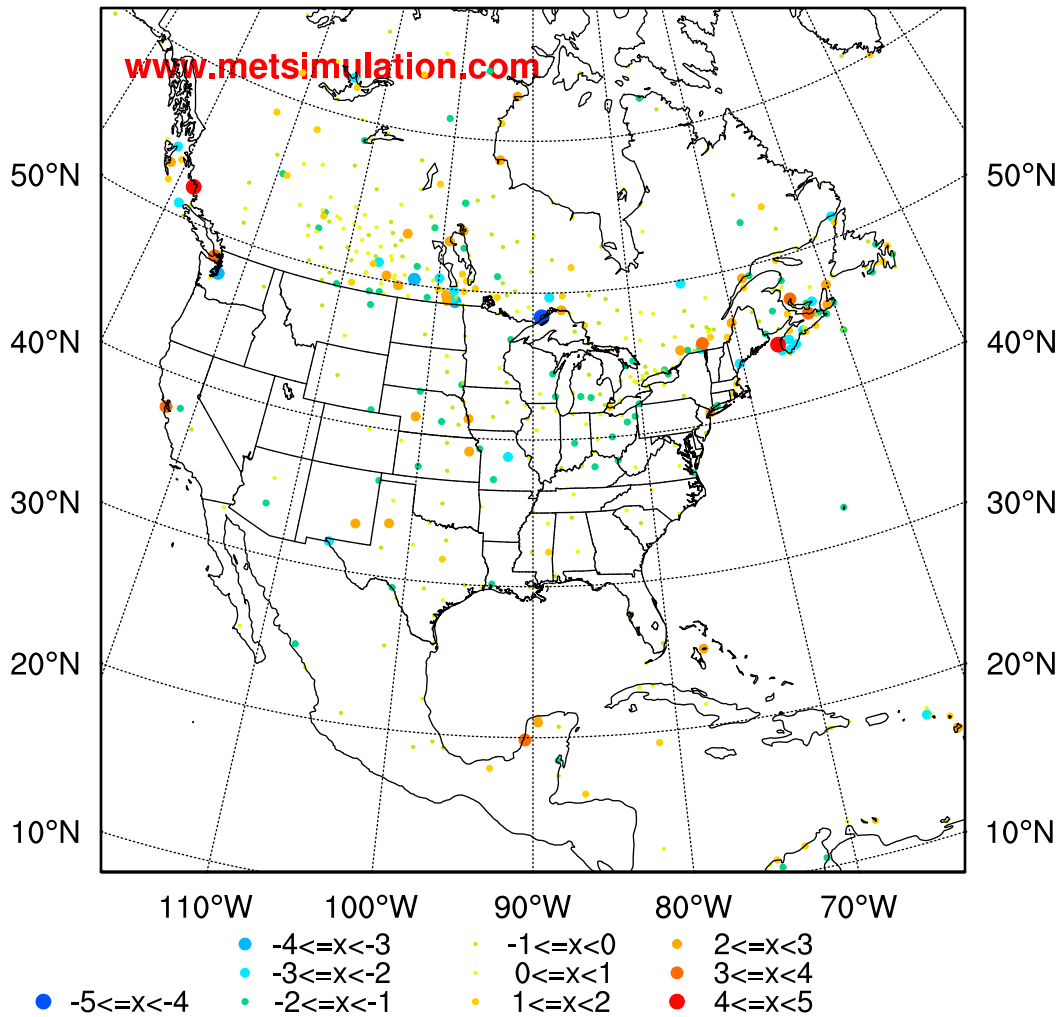 www.metsimulation.com
50°N 50°N
40°N 40°N
30°N 30°N
20°N 20°N
10°N 10°N
110°W 100°W 90°W 80°W 70°W
-4<=x<-3 -1<=x<0 2<=x<3
-3<=x<-2 0<=x<1 3<=x<4
-5<=x<-4 -2<=x<-1 1<=x<2 4<=x<5